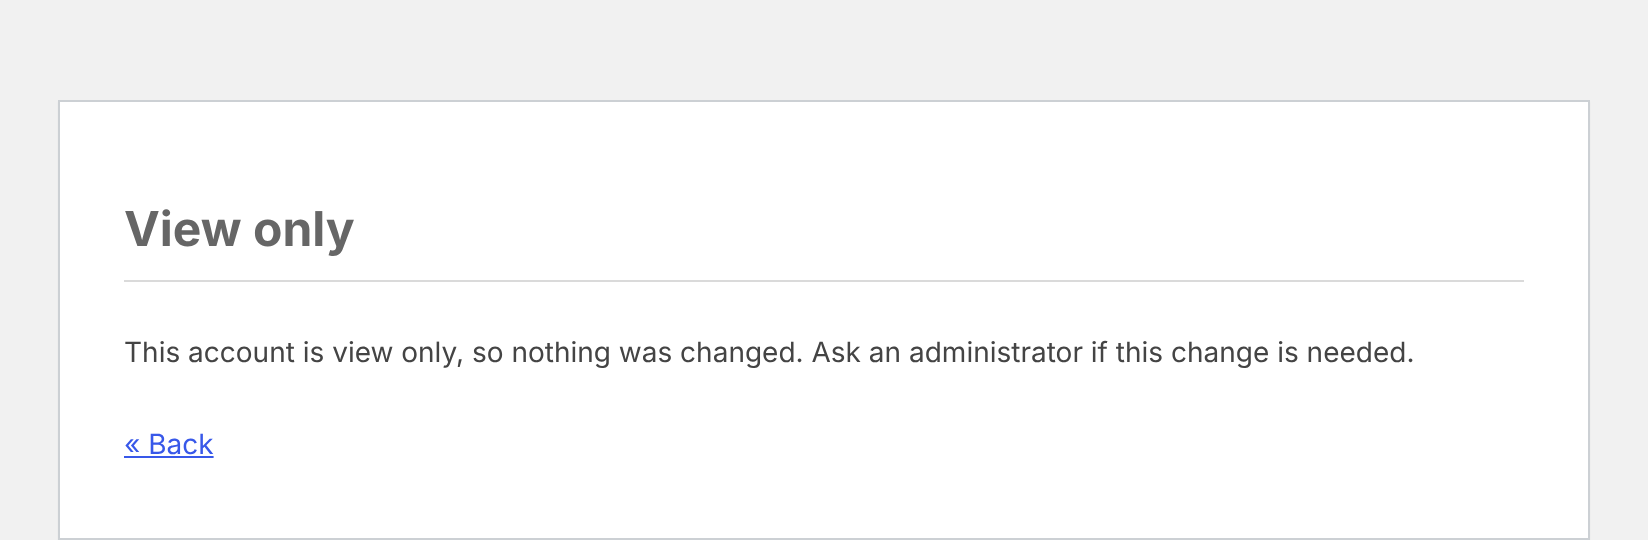 View only
This account is view only, so nothing was changed. Ask an administrator if this change is needed.
« Back